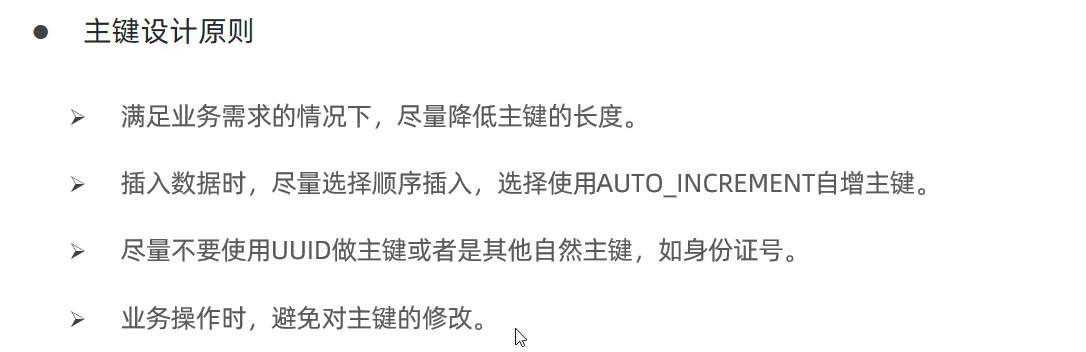 主键设计原则
满足业务需求的情况下，尽量降低主键的长度。
插入数据时，尽量选择顺序插入，选择使用AUTO_INCREMENT自增主键。
尽量不要使用UUID做主键或者是其他自然主键，如身份证号。
业务操作时，避免对主键的修改。